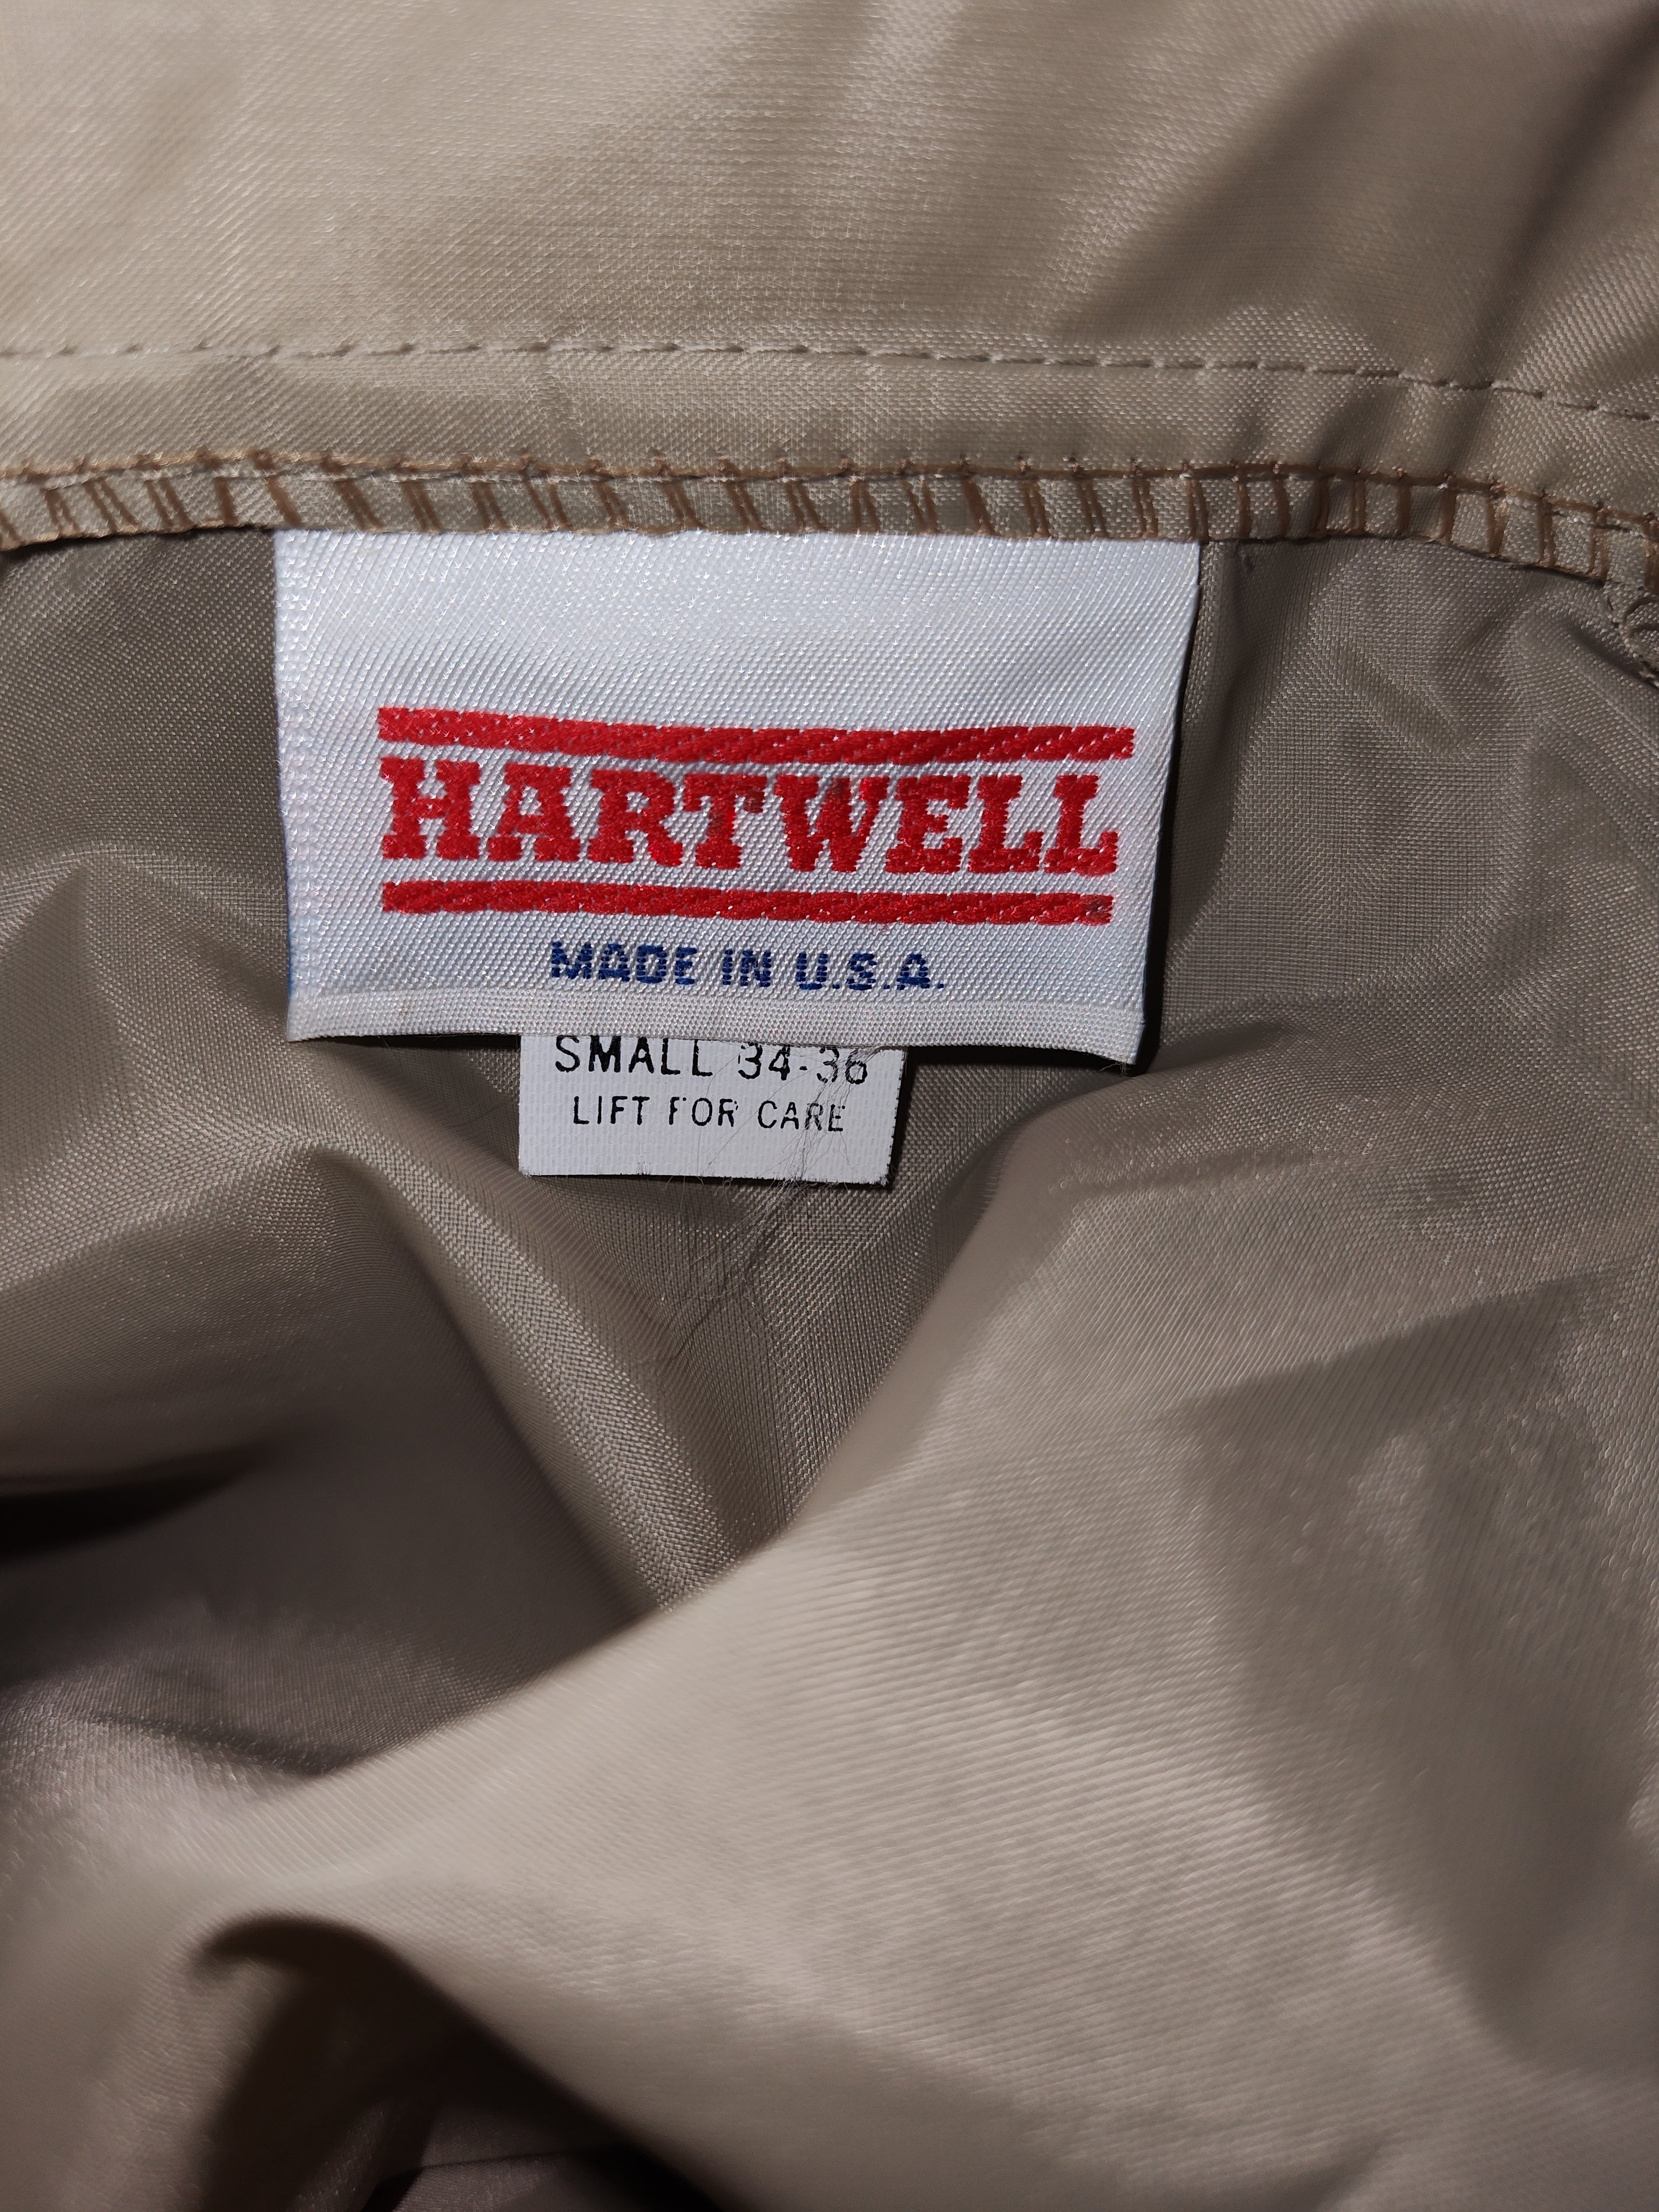 HARTWELL
MADE IN U.S.A.
SMALL 34-36
LIFT FOR CARE